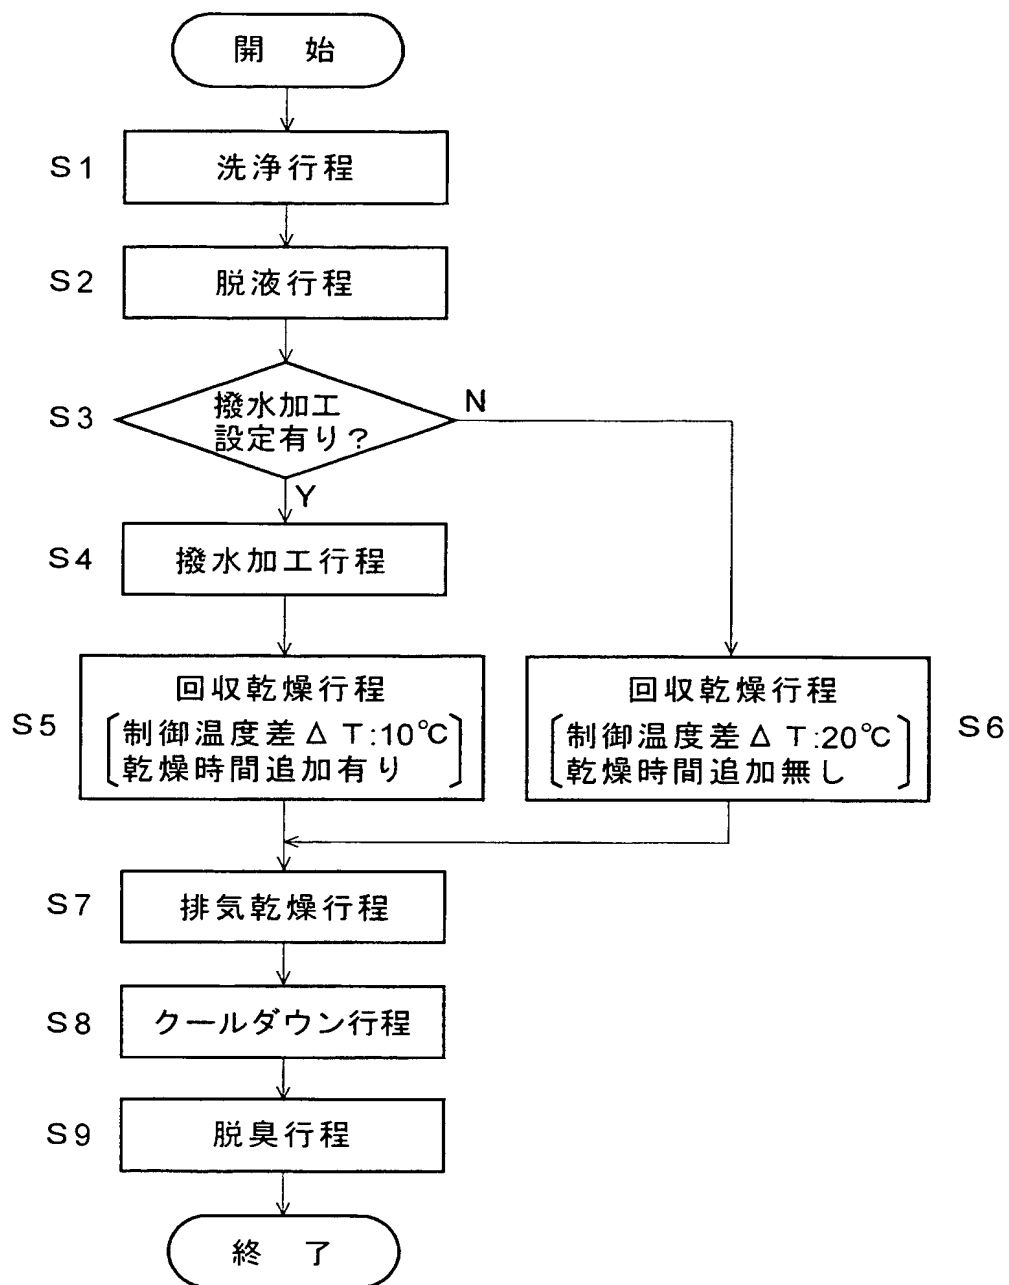 開 始
S1 洗浄行程
S2 脱液行程
S3 撥水加工
設定有り?
N
Y
S4 撥水加工行程
回収乾燥行程
S5 制御温度差ΔT:10℃
乾燥時間追加有り
回収乾燥行程
制御温度差ΔT:20℃ S6
乾燥時間追加無し
S7 排気乾燥行程
S8 クールダウン行程
S9 脱臭行程
終 了